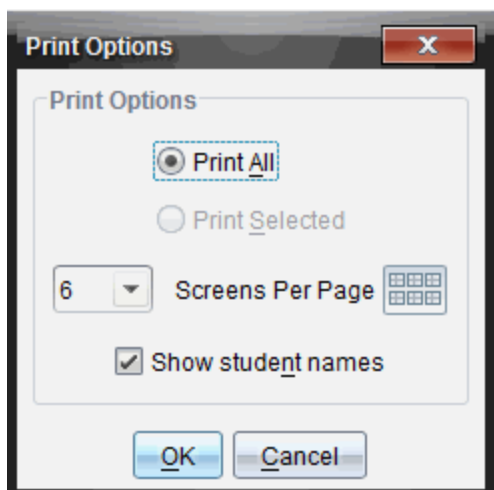 Print Options
x
Print Options
Print All
Print Selected
6 Screens Per Page
Show student names
OK Cancel